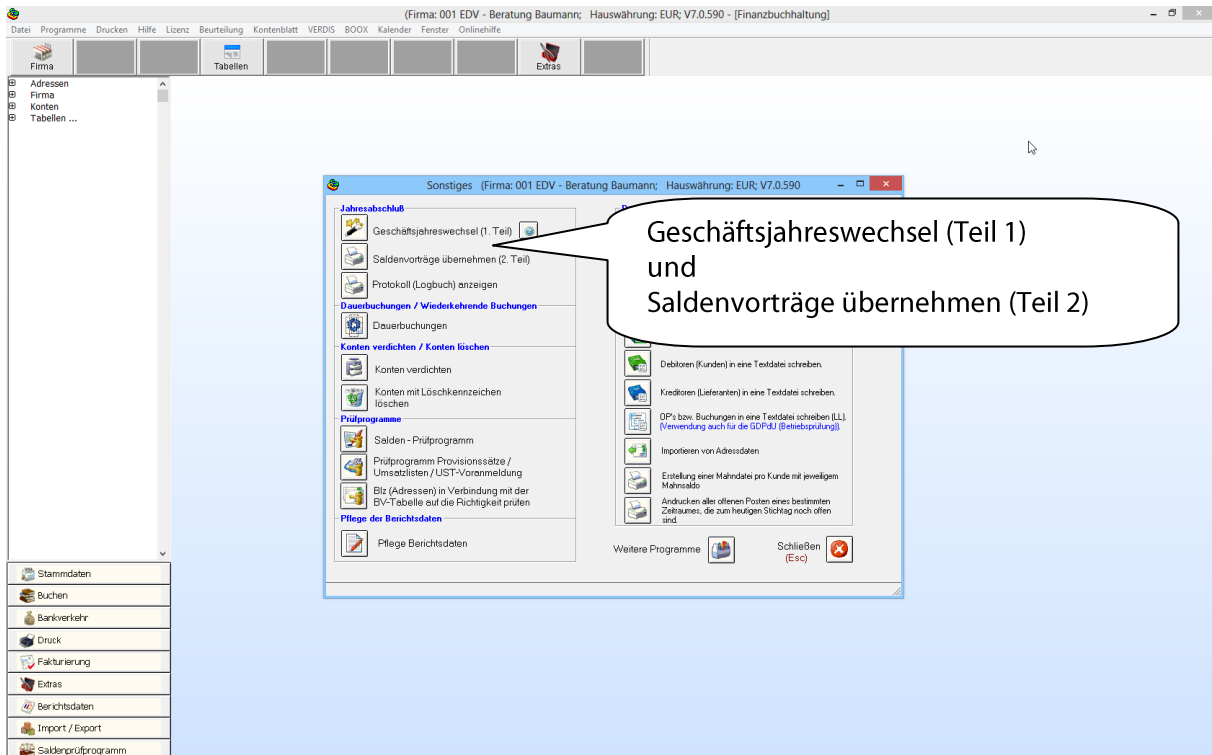 (Firma: 001 EDV - Beratung Baumann; Hauswährung: EUR; V7.0.590 - [Finanzbuchhaltung]
Datei Programme Drucken Hilfe Lizenz Beurteilung Kontenblatt VERDIS BOOX Kalender Fenster Onlinehilfe
Firma Tabellen Extras
Adressen
Firma
Konten
Tabellen ...
Sonstiges (Firma: 001 EDV - Beratung Baumann; Hauswährung: EUR; V7.0.590
Jahresabschluß
Geschäftsjahreswechsel (1. Teil)
Saldenvorträge übernehmen (2. Teil)
Protokoll (Logbuch) anzeigen
Dauerbuchungen / Wiederkehrende Buchungen
Dauerbuchungen
Konten verdichten / Konten löschen
Konten verdichten
Konten mit Löschkennzeichen
löschen
Prüfprogramme
Salden - Prüfprogramm
Prüfprogramm Provisionssätze /
Umsatzlisten / UST-Voranmeldung
Blz (Adressen) in Verbindung mit der
BV-Tabelle auf die Richtigkeit prüfen
Pflege der Berichtsdaten
Pflege Berichtsdaten
Geschäftsjahreswechsel (Teil 1)
und
Saldenvorträge übernehmen (Teil 2)
Debitoren (Kunden) in eine Textdatei schreiben.
Kreditoren (Lieferanten) in eine Textdatei schreiben.
OP's bzw. Buchungen in eine Textdatei schreiben (LL).
(Verwendung auch für die GDPdU (Betriebsprüfung)).
Importieren von Adressdaten
Erstellung einer Mahndatei pro Kunde mit jeweiligem
Mahnsaldo
Andrucken aller offenen Posten eines bestimmten
Zeitraumes, die zum heutigen Stichtag noch offen
sind.
Weitere Programme
Schließen
(Esc)
Stammdaten
Buchen
Bankverkehr
Druck
Fakturierung
Extras
Berichtsdaten
Import / Export
Saldenprüfprogramm